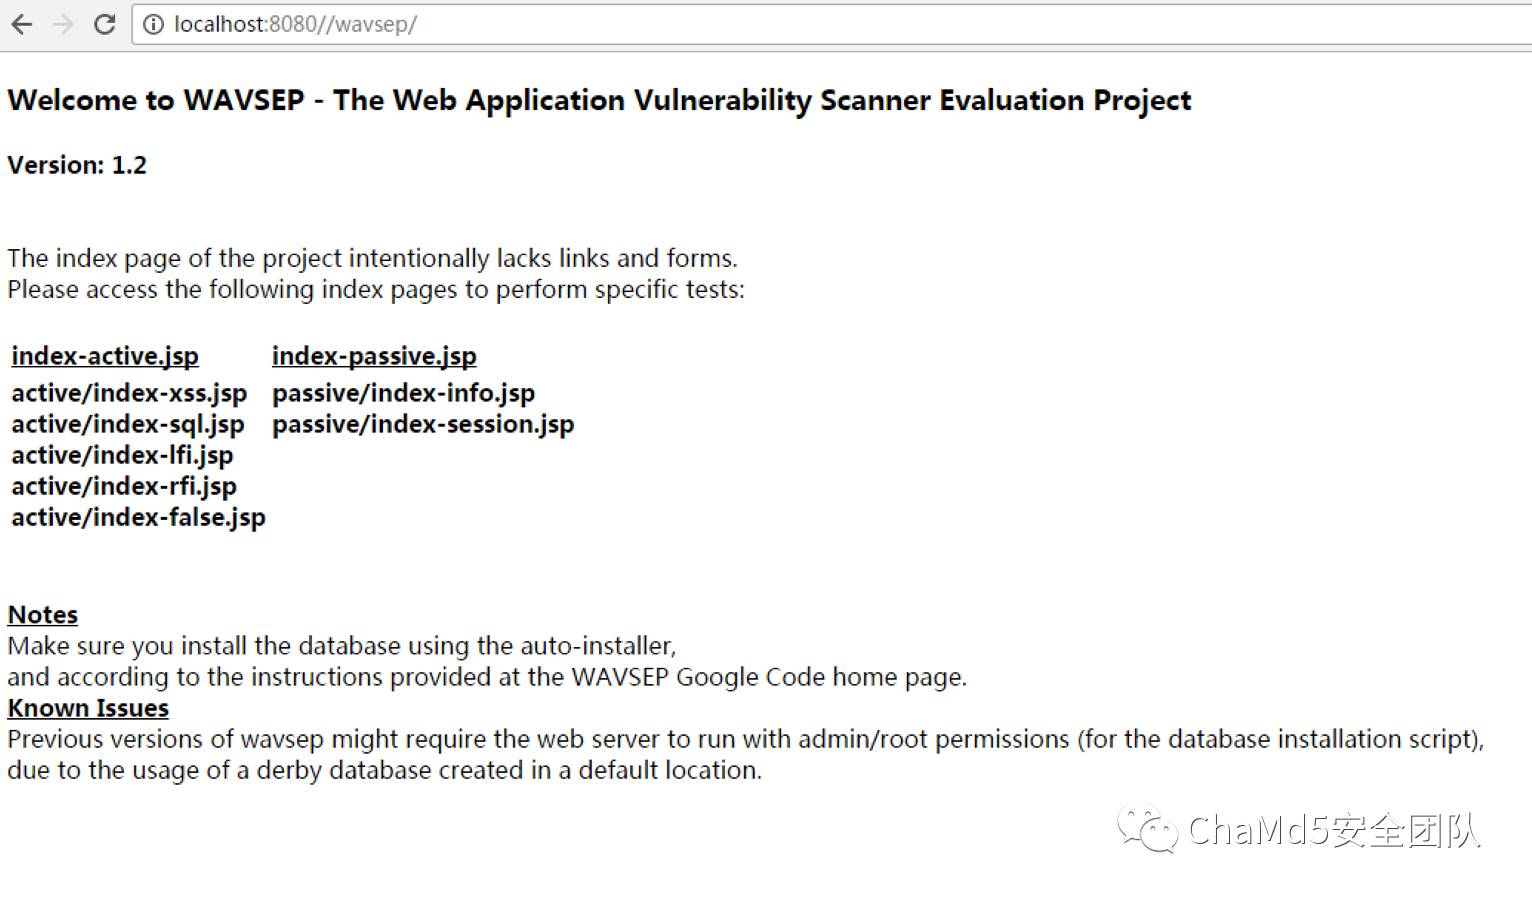 localhost:8080//wavsep/
Welcome to WAVSEP - The Web Application Vulnerability Scanner Evaluation Project
Version: 1.2
The index page of the project intentionally lacks links and forms.
Please access the following index pages to perform specific tests:
index-active.jsp index-passive.jsp
active/index-xss.jsp passive/index-info.jsp
active/index-sql.jsp passive/index-session.jsp
active/index-lfi.jsp
active/index-rfi.jsp
active/index-false.jsp
Notes
Make sure you install the database using the auto-installer,
and according to the instructions provided at the WAVSEP Google Code home page.
Known Issues
Previous versions of wavsep might require the web server to run with admin/root permissions (for the database installation script),
due to the usage of a derby database created in a default location.
ChaMd5安全团队